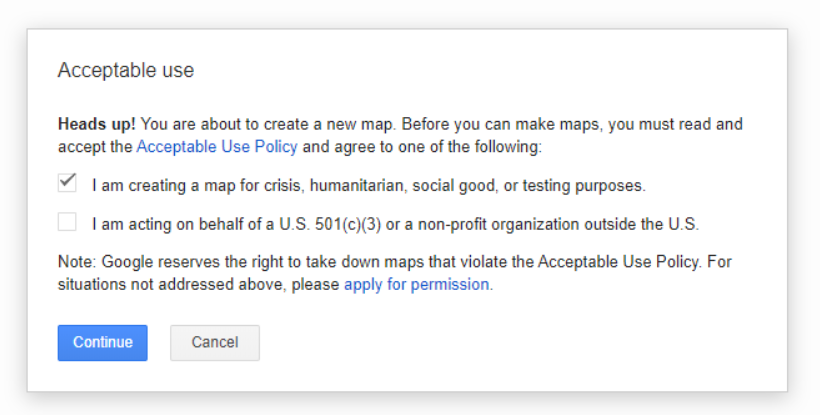 Acceptable use
Heads up! You are about to create a new map. Before you can make maps, you must read and
accept the Acceptable Use Policy and agree to one of the following:
I am creating a map for crisis, humanitarian, social good, or testing purposes.
I am acting on behalf of a U.S. 501(c)(3) or a non-profit organization outside the U.S.
Note: Google reserves the right to take down maps that violate the Acceptable Use Policy. For
situations not addressed above, please apply for permission.
Continue Cancel